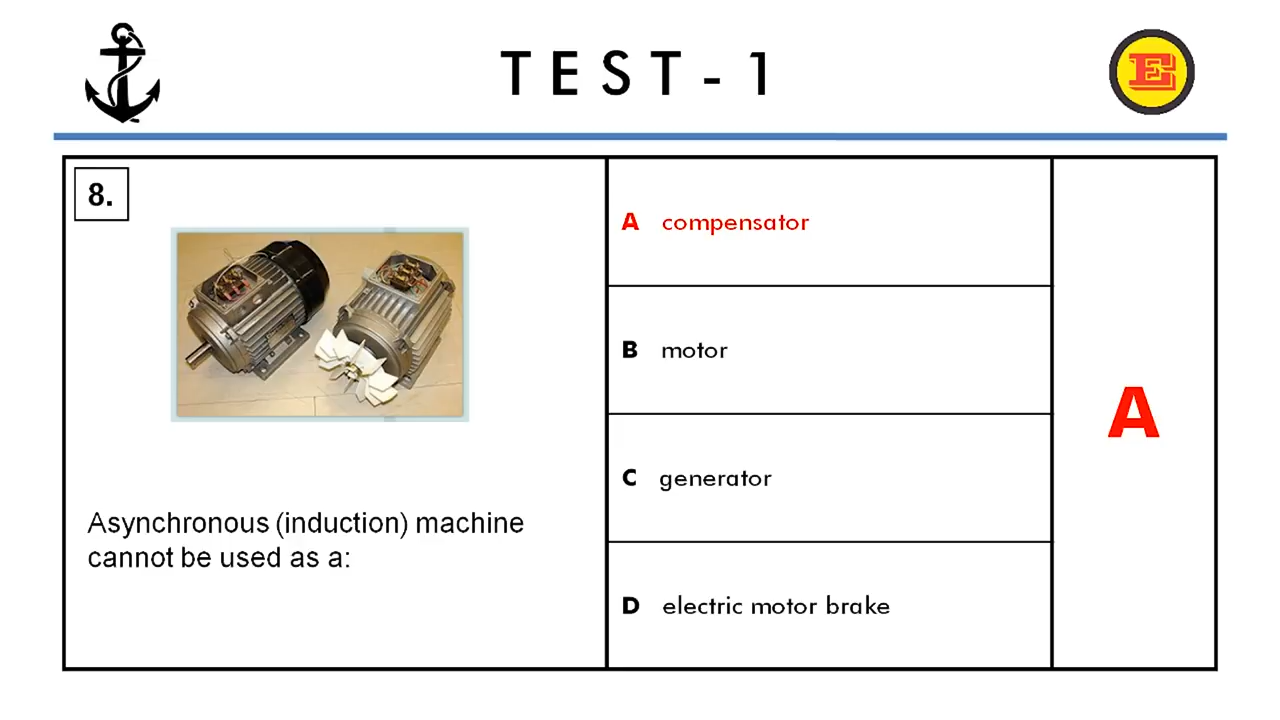 TEST-1
E
8.
Asynchronous (induction) machine
cannot be used as a:
A compensator
B motor
C generator
D electric motor brake
A